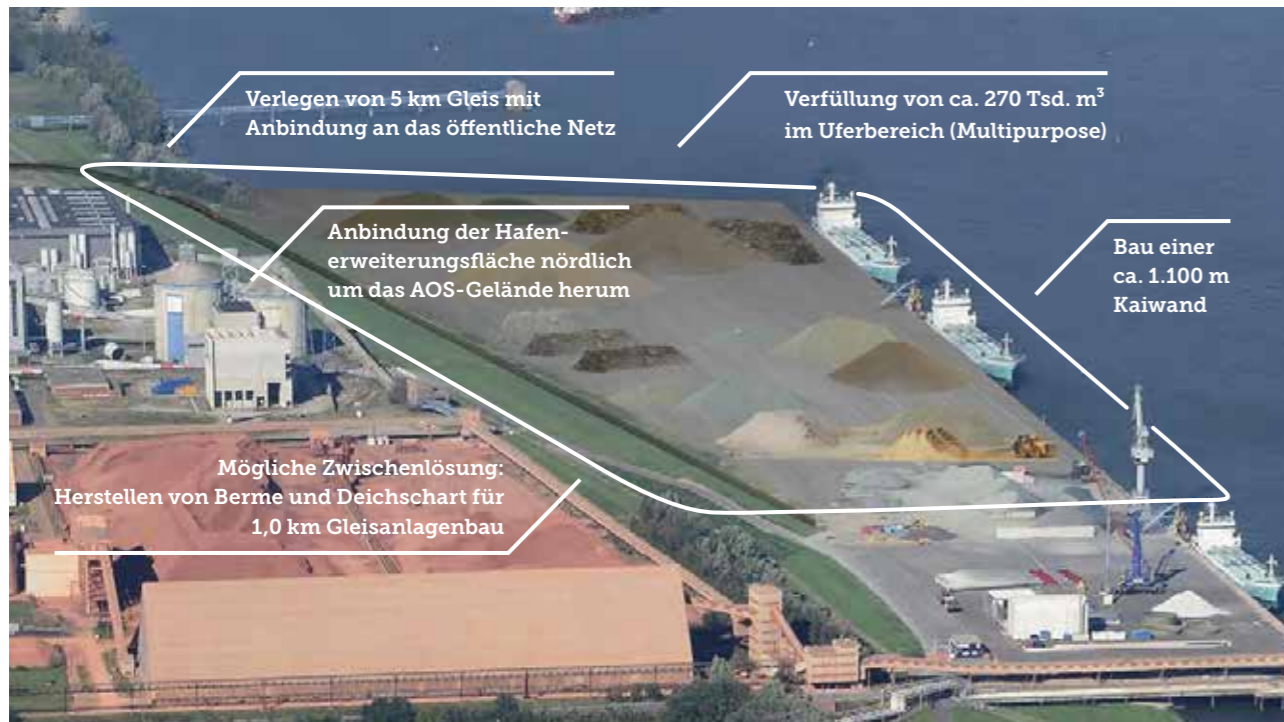 Verlegen von 5 km Gleis mit
Anbindung an das öffentliche Netz
Verfüllung von ca. 270 Tsd. m³
im Uferbereich (Multipurpose)
Anbindung der Hafen-
erweiterungsfläche nördlich
um das AOS-Gelände herum
Bau einer
ca. 1.100 m
Kaiwand
Mögliche Zwischenlösung:
Herstellen von Berme und Deichschart für
1,0 km Gleisanlagenbau